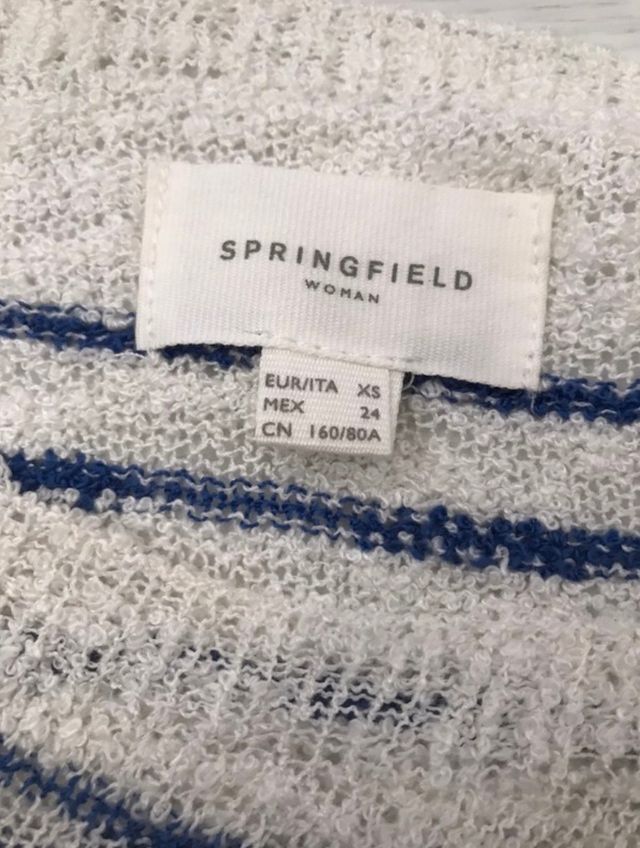 SPRINGFIELD
WOMAN
EUR/ITA XS
MEX 24
CN 160/80A